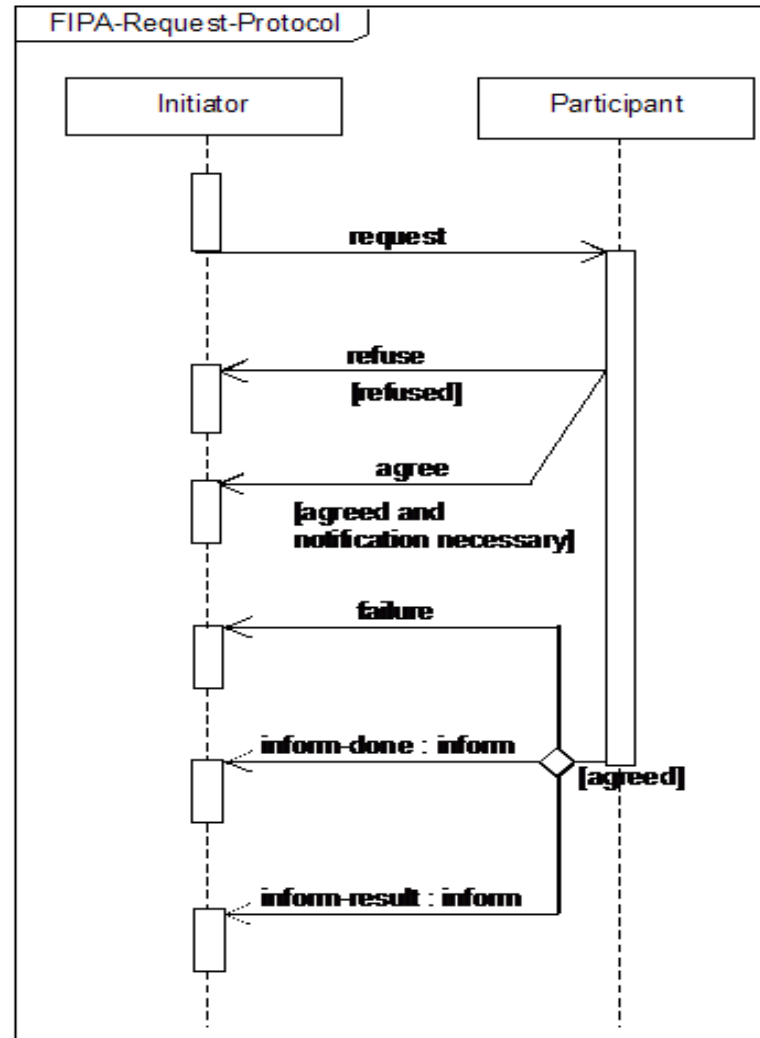 FIPA-Request-Protocol
Initiator
Participant
request
refuse
[refused]
agree
[agreed and
notification necessary]
failure
inform-done : inform
[agreed]
inform-result : inform